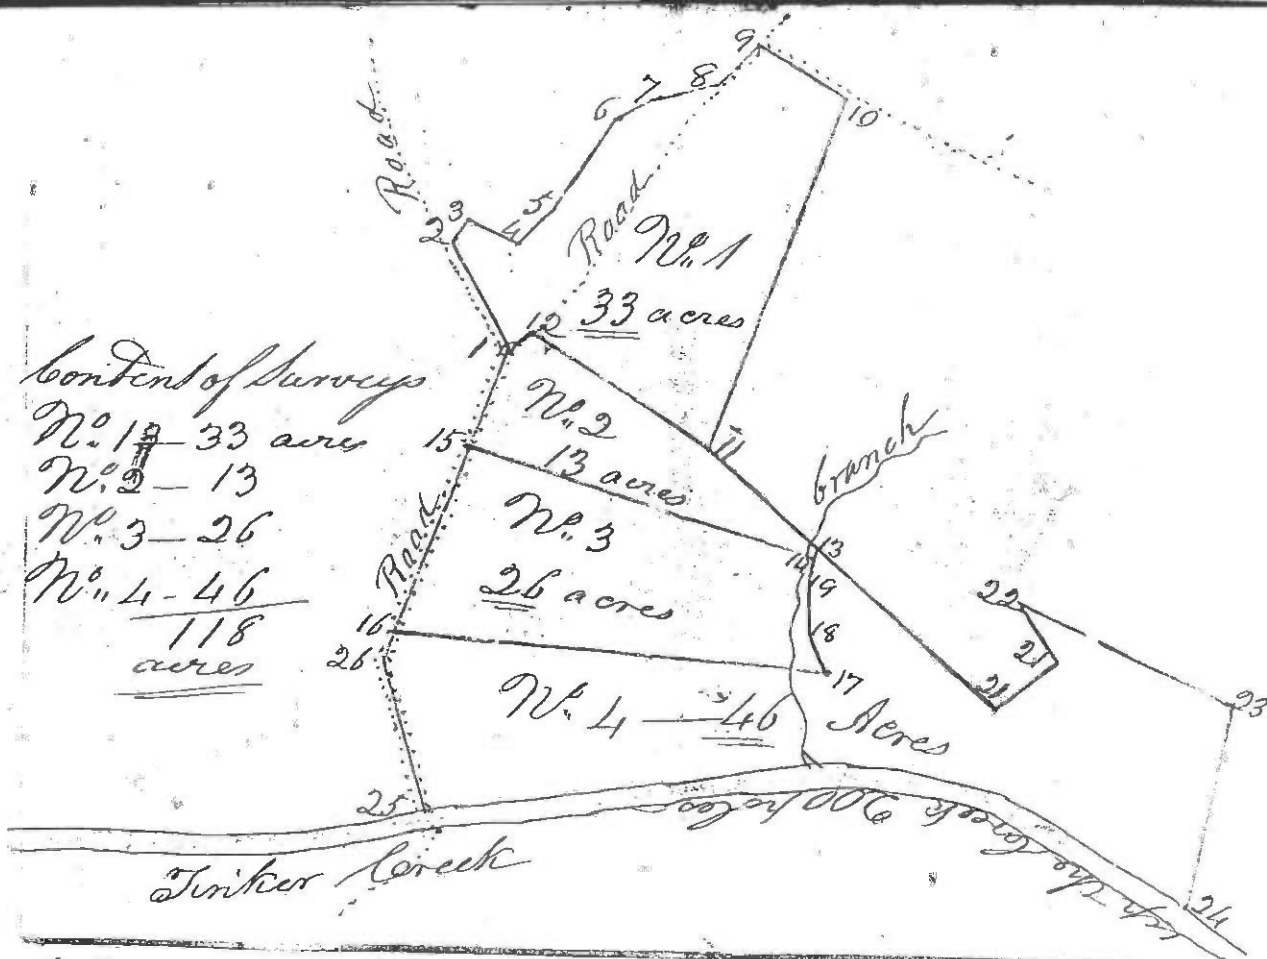 9
8
7
6
10
Road
3
2
5
4
Road
No. 1
33 acres
12
1
Content of Surveys
No. 1 – 33 acres
No. 2 – 13
No. 3 – 26
No. 4 - 46
118
acres
No. 2
13 acres
15
11
branch
13
14
19
No. 3
26 acres
Road
16
26
18
17
22
21
21
23
No. 4 – 46 Acres
25
24
Up the Creek 200 poles
Tinker Creek